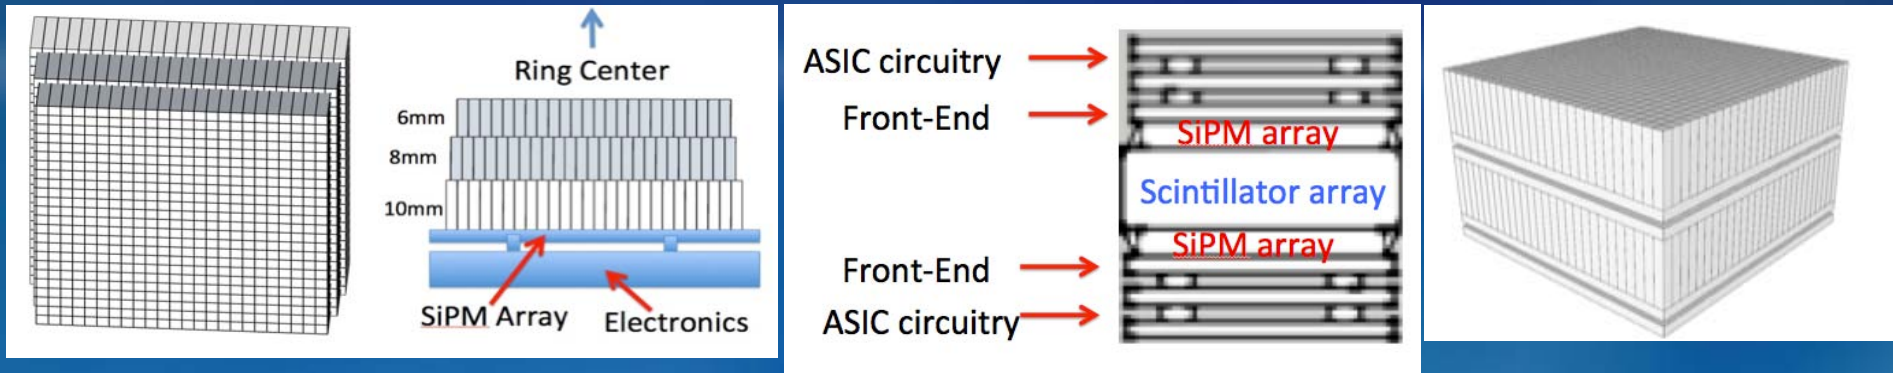 Ring Center
6mm
8mm
10mm
SiPM Array
Electronics
ASIC circuitry
Front-End
SiPM array
Scintillator array
SiPM array
Front-End
ASIC circuitry